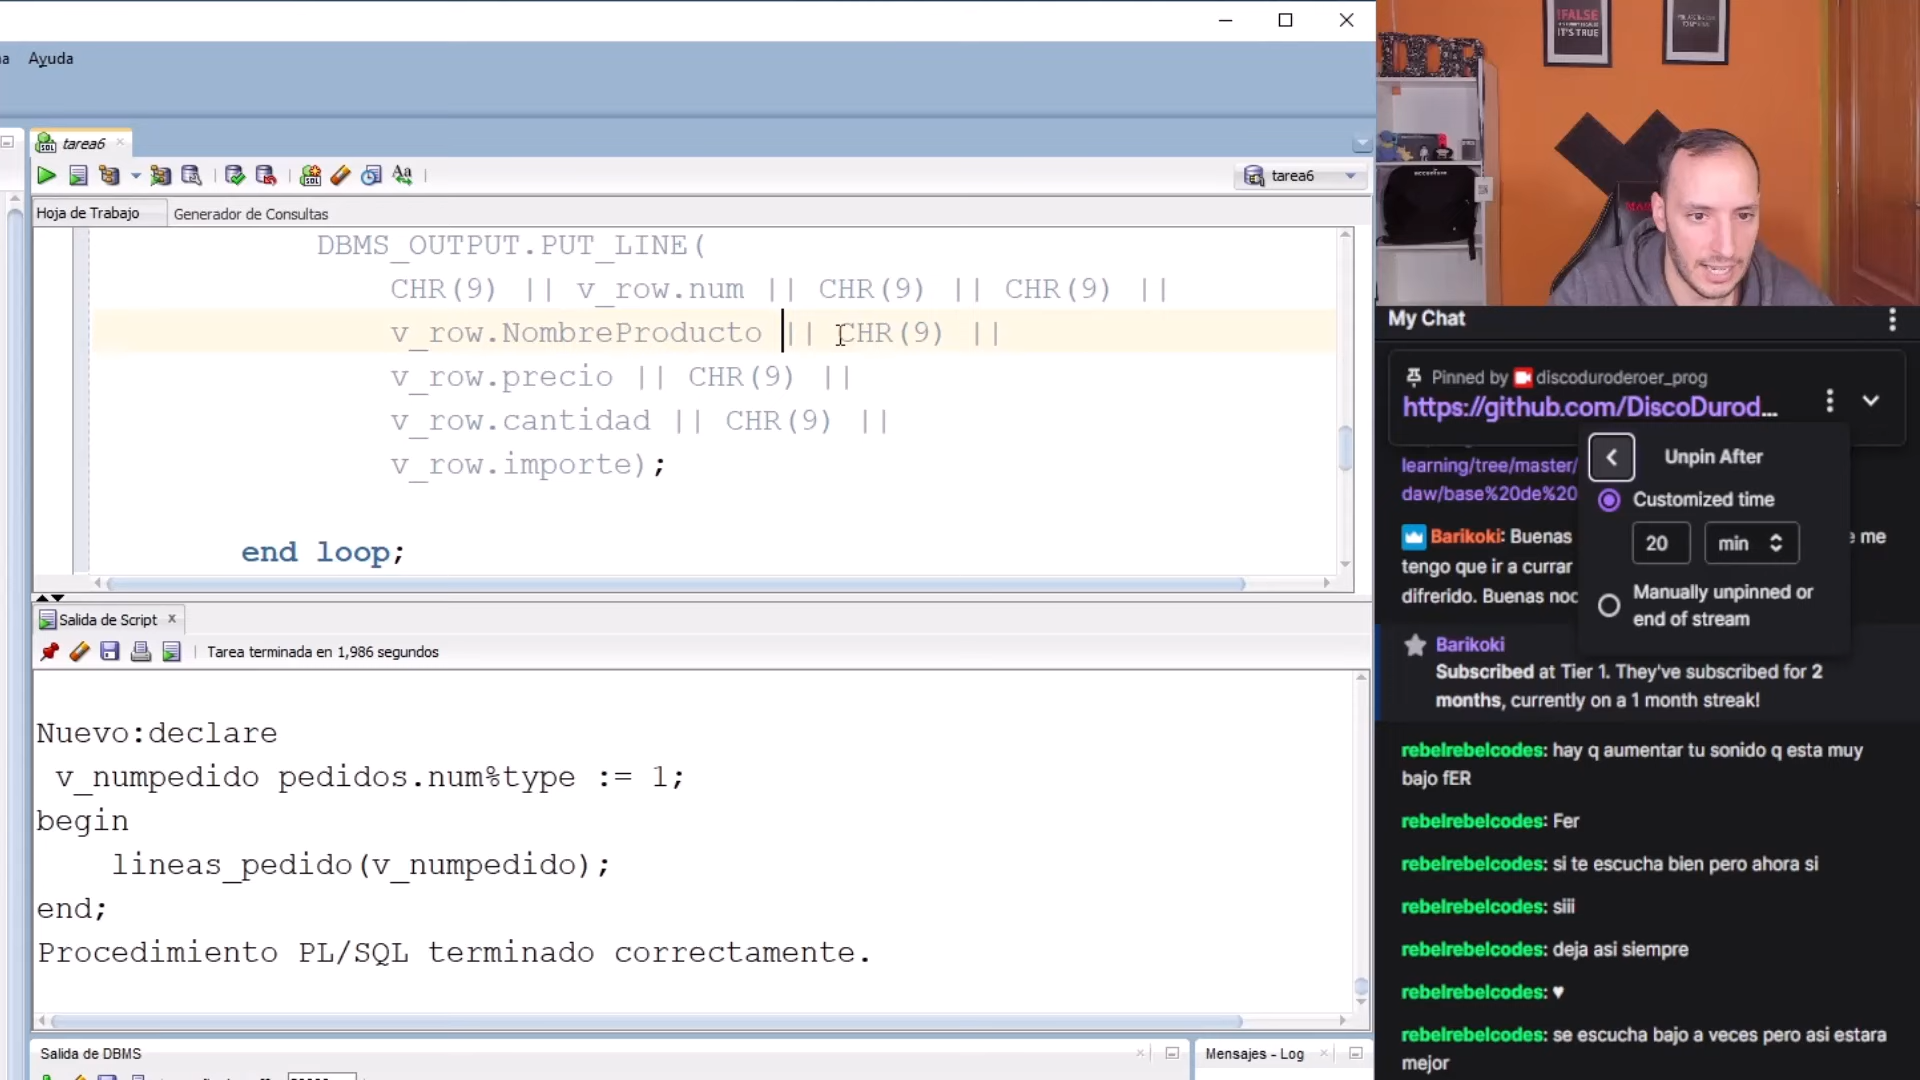 a Ayuda
tarea6
tarea6
Hoja de Trabajo Generador de Consultas
DBMS_OUTPUT.PUT_LINE(
CHR(9) || v_row.num || CHR(9) || CHR(9) ||
v_row.NombreProducto || CHR(9) ||
v_row.precio || CHR(9) ||
v_row.cantidad || CHR(9) ||
v_row.importe);
end loop;
Salida de Script
Tarea terminada en 1,986 segundos
Nuevo:declare
v_numpedido pedidos.num%type := 1;
begin
lineas_pedido(v_numpedido);
end;
Procedimiento PL/SQL terminado correctamente.
Salida de DBMS
Mensajes - Log
!FALSE
IT'S TRUE
My Chat
Pinned by discoduroderoer_prog
https://github.com/DiscoDurod...
learning/tree/master/
daw/base%20de%20
Unpin After
Customized time
20 min
Manually unpinned or
end of stream
Barikoki: Buenas
e me
tengo que ir a currar
difrerido. Buenas noc
Barikoki
Subscribed at Tier 1. They've subscribed for 2
months, currently on a 1 month streak!
rebelrebelcodes: hay q aumentar tu sonido q esta muy
bajo fER
rebelrebelcodes: Fer
rebelrebelcodes: si te escucha bien pero ahora si
rebelrebelcodes: siii
rebelrebelcodes: deja asi siempre
rebelrebelcodes: ♥
rebelrebelcodes: se escucha bajo a veces pero asi estara
mejor